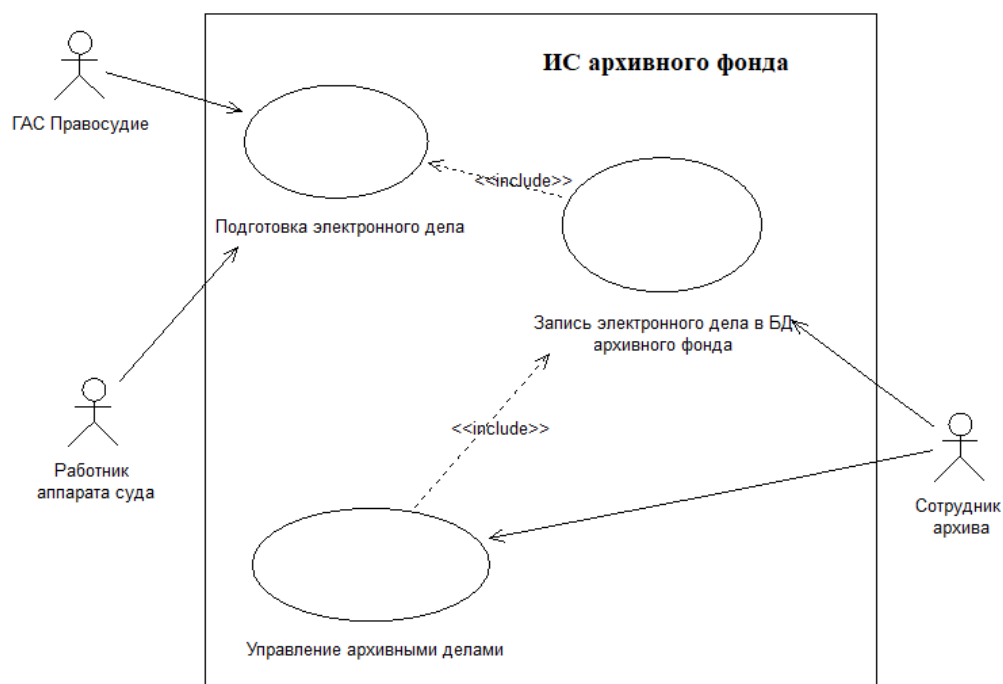 ИС архивного фонда
ГАС Правосудие
<<include>>
Подготовка электронного дела
Запись электронного дела в БД
архивного фонда
<<include>>
Работник
аппарата суда
Сотрудник
архива
Управление архивными делами